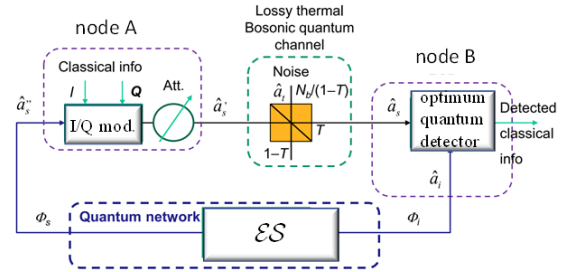 node A
Lossy thermal
Bosonic quantum
channel
node B
Classical info
I Q
Att.
Noise
â_t N_b/(1–T)
â_s"
I/Q mod.
â_s'
T
1–T
â_s
optimum
quantum
detector
Detected
classical
info
â_i
Φ_s
Quantum network
ES
Φ_i